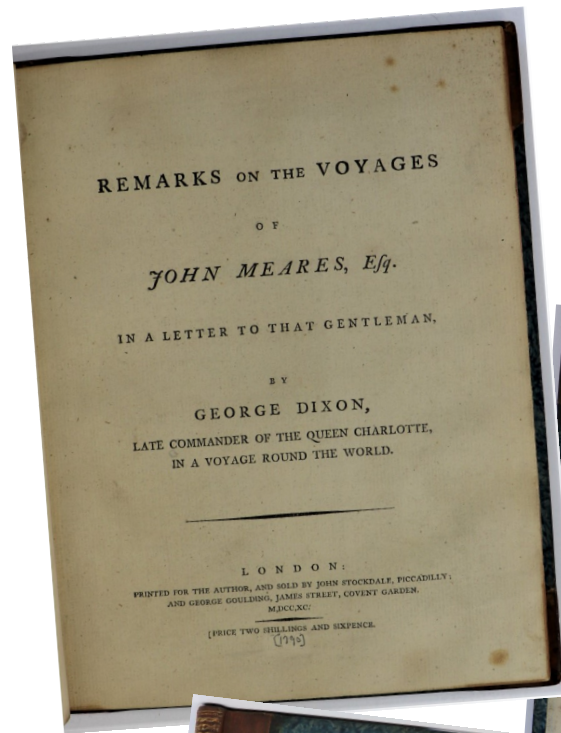 REMARKS ON THE VOYAGES
OF
JOHN MEARES, Eſq.
IN A LETTER TO THAT GENTLEMAN,
BY
GEORGE DIXON,
LATE COMMANDER OF THE QUEEN CHARLOTTE,
IN A VOYAGE ROUND THE WORLD.
LONDON:
PRINTED FOR THE AUTHOR, AND SOLD BY JOHN STOCKDALE, PICCADILLY;
AND GEORGE GOULDING, JAMES STREET, COVENT GARDEN.
M,DCC,XC.
[PRICE TWO SHILLINGS AND SIXPENCE.
[1790]